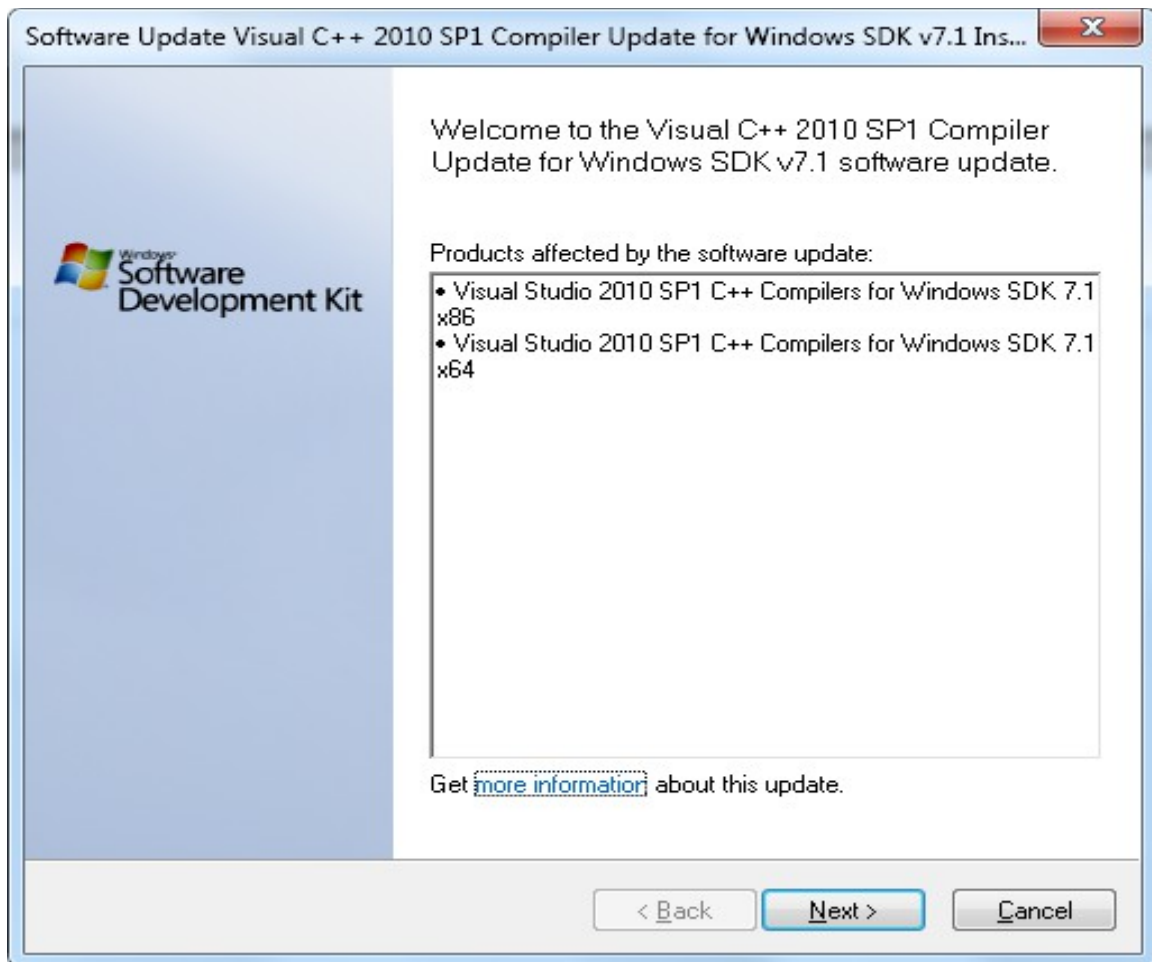 Software Update Visual C++ 2010 SP1 Compiler Update for Windows SDK v7.1 Ins...
Welcome to the Visual C++ 2010 SP1 Compiler
Update for Windows SDK v7.1 software update.
Windows
Software
Development Kit
Products affected by the software update:
• Visual Studio 2010 SP1 C++ Compilers for Windows SDK 7.1
x86
• Visual Studio 2010 SP1 C++ Compilers for Windows SDK 7.1
x64
Get more information about this update.
< Back
Next >
Cancel